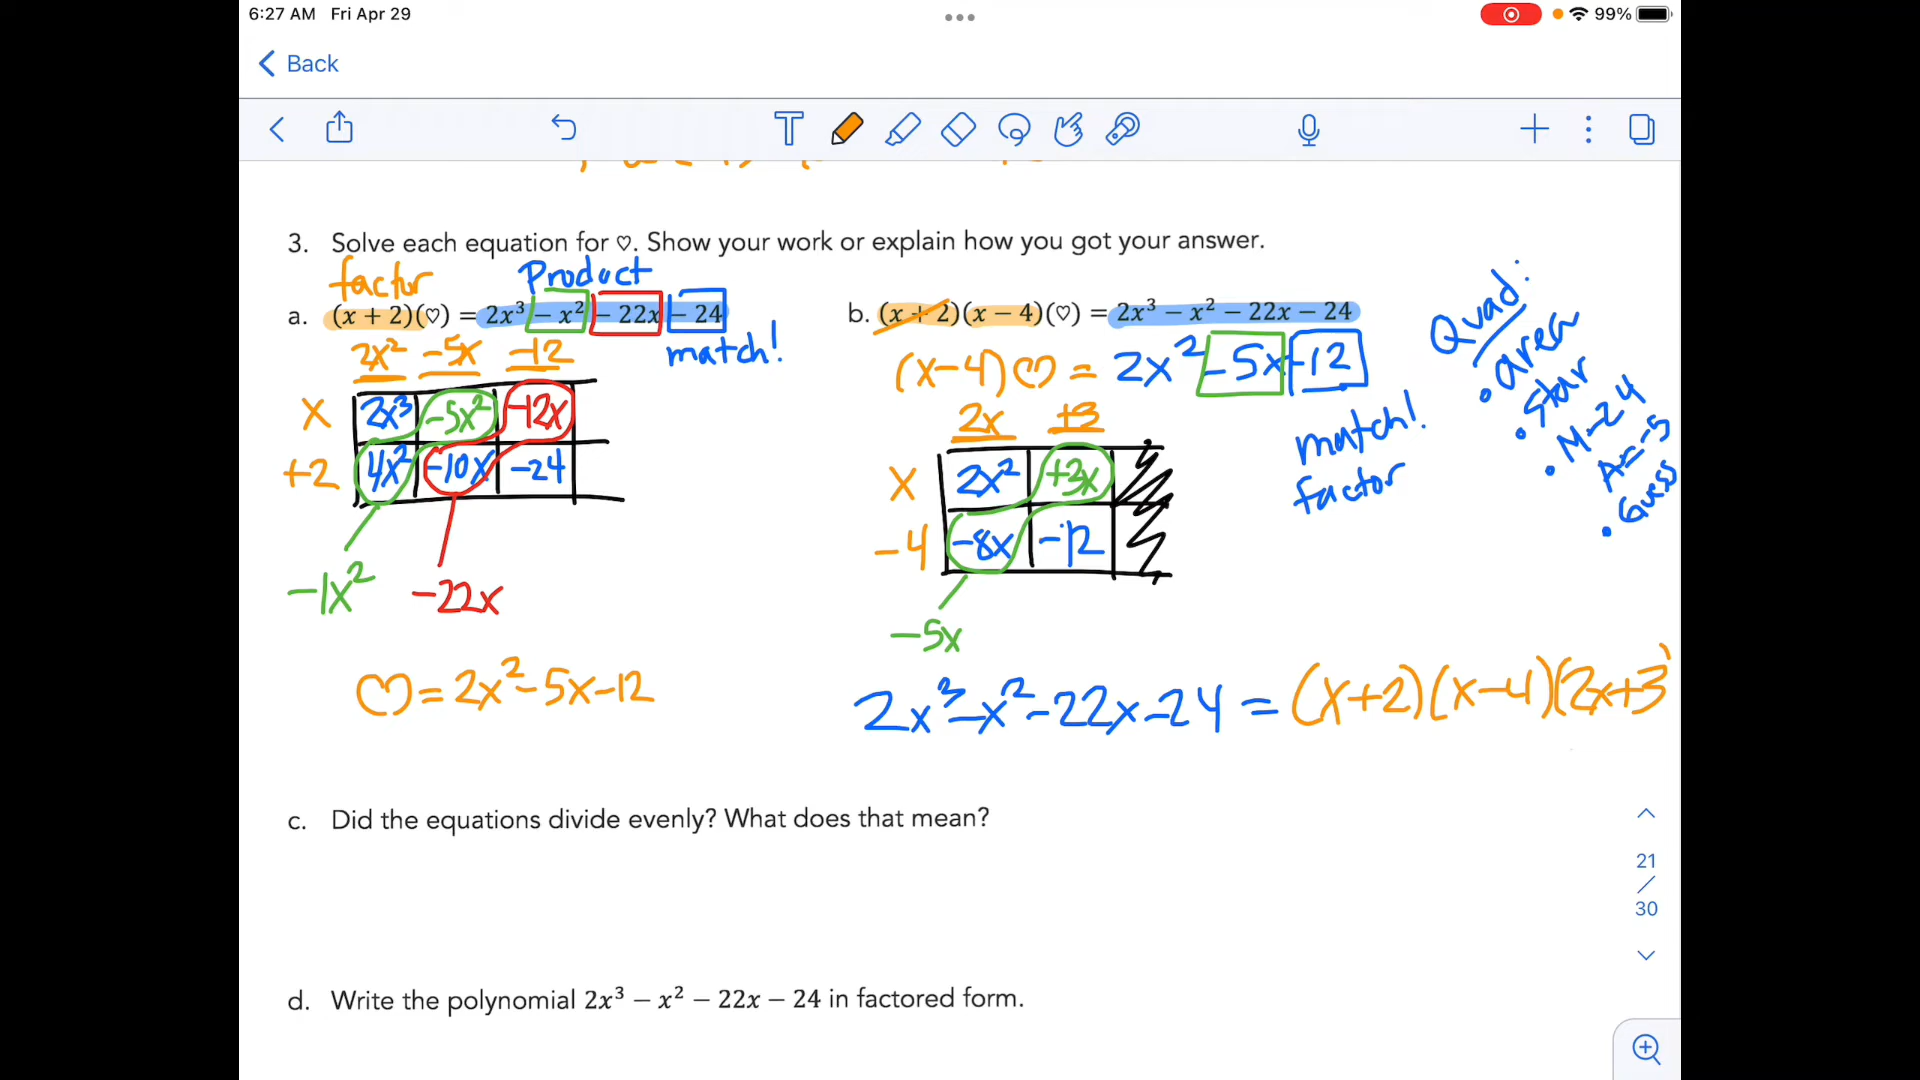 6:27 AM Fri Apr 29
99%
Back
3. Solve each equation for ♡. Show your work or explain how you got your answer.
factor
Product
a. (x + 2)(♡) = 2x³ − x² − 22x − 24
2x² −5x −12
match!
x 2x³ −5x² −12x
+2 4x² −10x −24
−1x² −22x
♡ = 2x² − 5x − 12
b. (x + 2)(x − 4)(♡) = 2x³ − x² − 22x − 24
(x−4)♡ = 2x² −5x −12
2x +3
match!
factor
x 2x² +3x
−4 −8x −12
−5x
2x³ − x² − 22x − 24 = (x+2)(x−4)(2x+3)
Quad:
• area
• Star
• M −24
A = −5
• Guess
c. Did the equations divide evenly? What does that mean?
21
/
30
d. Write the polynomial 2x³ − x² − 22x − 24 in factored form.